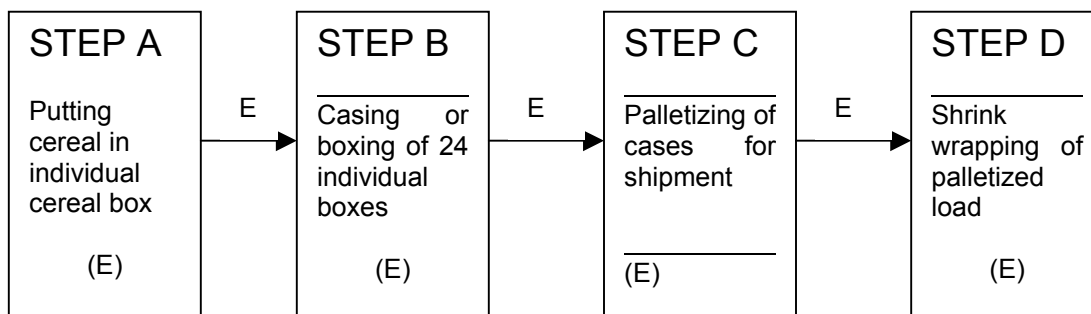 STEP A
Putting
cereal in
individual
cereal box
(E)
E
STEP B
Casing or
boxing of 24
individual
boxes
(E)
E
STEP C
Palletizing of
cases for
shipment
(E)
E
STEP D
Shrink
wrapping of
palletized
load
(E)